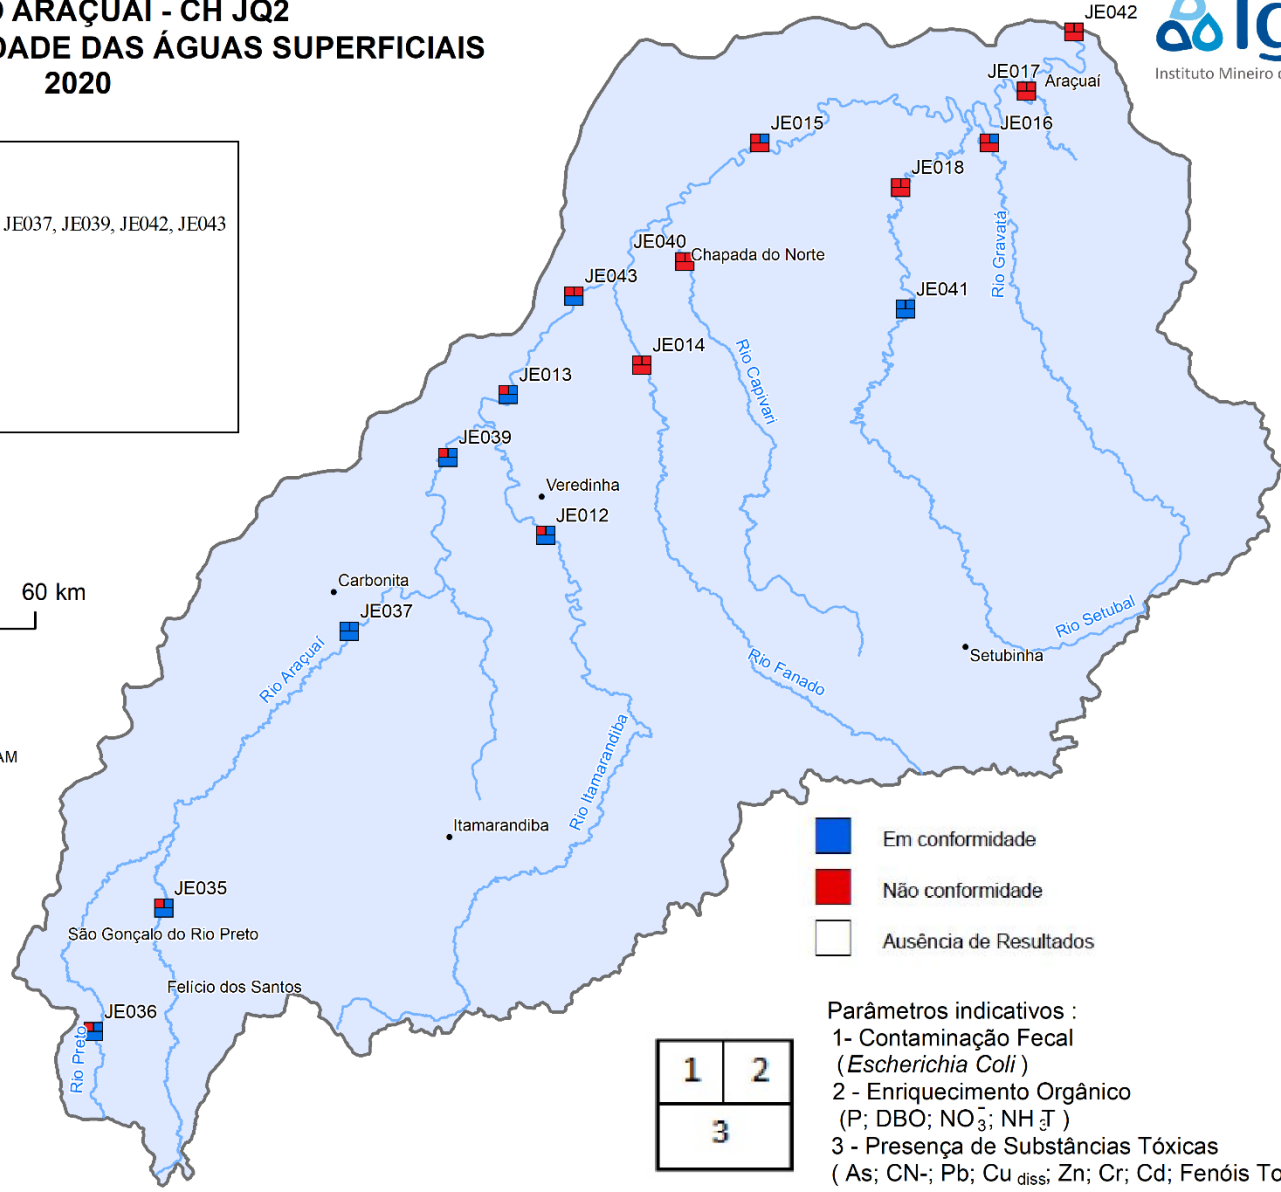 ARAÇUAÍ - CH JQ2
DADE DAS ÁGUAS SUPERFICIAIS
2020
JE042
Instituto Mineiro
JE017
Araçuaí
JE015
JE016
JE018
JE037, JE039, JE042, JE043
Rio Gravatá
JE040
Chapada do Norte
JE043
JE041
JE014
Rio Capivari
JE013
JE039
Veredinha
JE012
Carbonita
60 km
JE037
Rio Araçuaí
Rio Setubal
Setubinha
Rio Fanado
Rio Itamarandiba
AM
Itamarandiba
Em conformidade
Não conformidade
Ausência de Resultados
JE035
São Gonçalo do Rio Preto
Felício dos Santos
JE036
Rio Preto
1 2
3
Parâmetros indicativos :
1- Contaminação Fecal
(Escherichia Coli )
2 - Enriquecimento Orgânico
(P; DBO; NO3-; NH3T )
3 - Presença de Substâncias Tóxicas
( As; CN-; Pb; Cu diss; Zn; Cr; Cd; Fenóis To